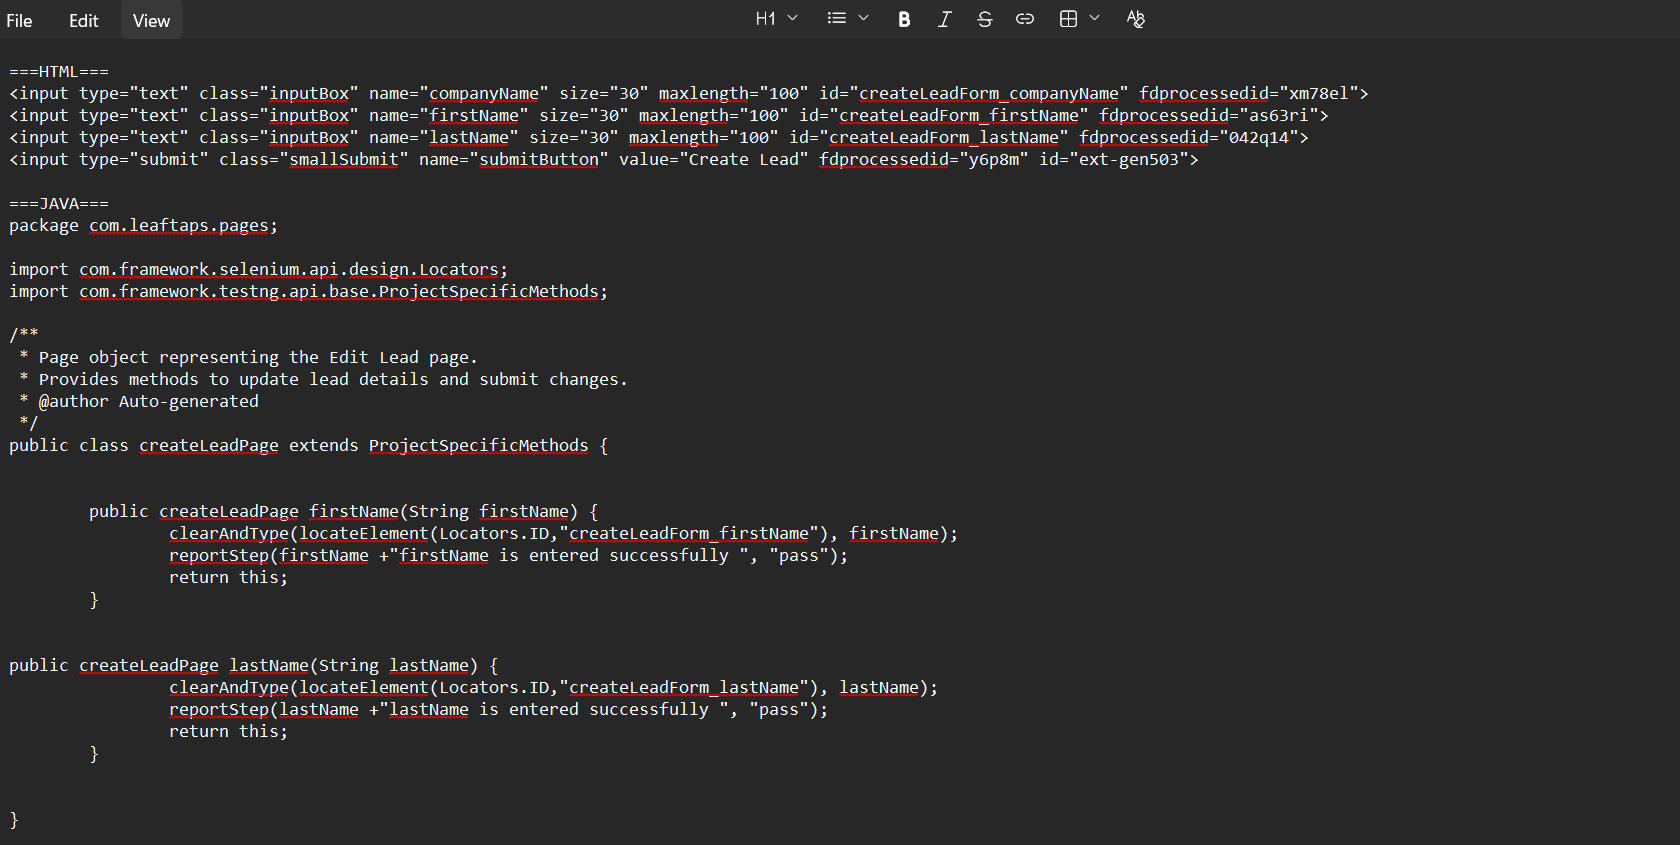 File Edit View H1 B I S
===HTML===
<input type="text" class="inputBox" name="companyName" size="30" maxlength="100" id="createLeadForm_companyName" fdprocessedid="xm78el">
<input type="text" class="inputBox" name="firstName" size="30" maxlength="100" id="createLeadForm_firstName" fdprocessedid="as63ri">
<input type="text" class="inputBox" name="lastName" size="30" maxlength="100" id="createLeadForm_lastName" fdprocessedid="042q14">
<input type="submit" class="smallSubmit" name="submitButton" value="Create Lead" fdprocessedid="y6p8m" id="ext-gen503">
===JAVA===
package com.leaftaps.pages;
import com.framework.selenium.api.design.Locators;
import com.framework.testng.api.base.ProjectSpecificMethods;
/**
 * Page object representing the Edit Lead page.
 * Provides methods to update lead details and submit changes.
 * @author Auto-generated
 */
public class createLeadPage extends ProjectSpecificMethods {
        public createLeadPage firstName(String firstName) {
                clearAndType(locateElement(Locators.ID,"createLeadForm_firstName"), firstName);
                reportStep(firstName +"firstName is entered successfully ", "pass");
                return this;
        }
public createLeadPage lastName(String lastName) {
                clearAndType(locateElement(Locators.ID,"createLeadForm_lastName"), lastName);
                reportStep(lastName +"lastName is entered successfully ", "pass");
                return this;
        }
}